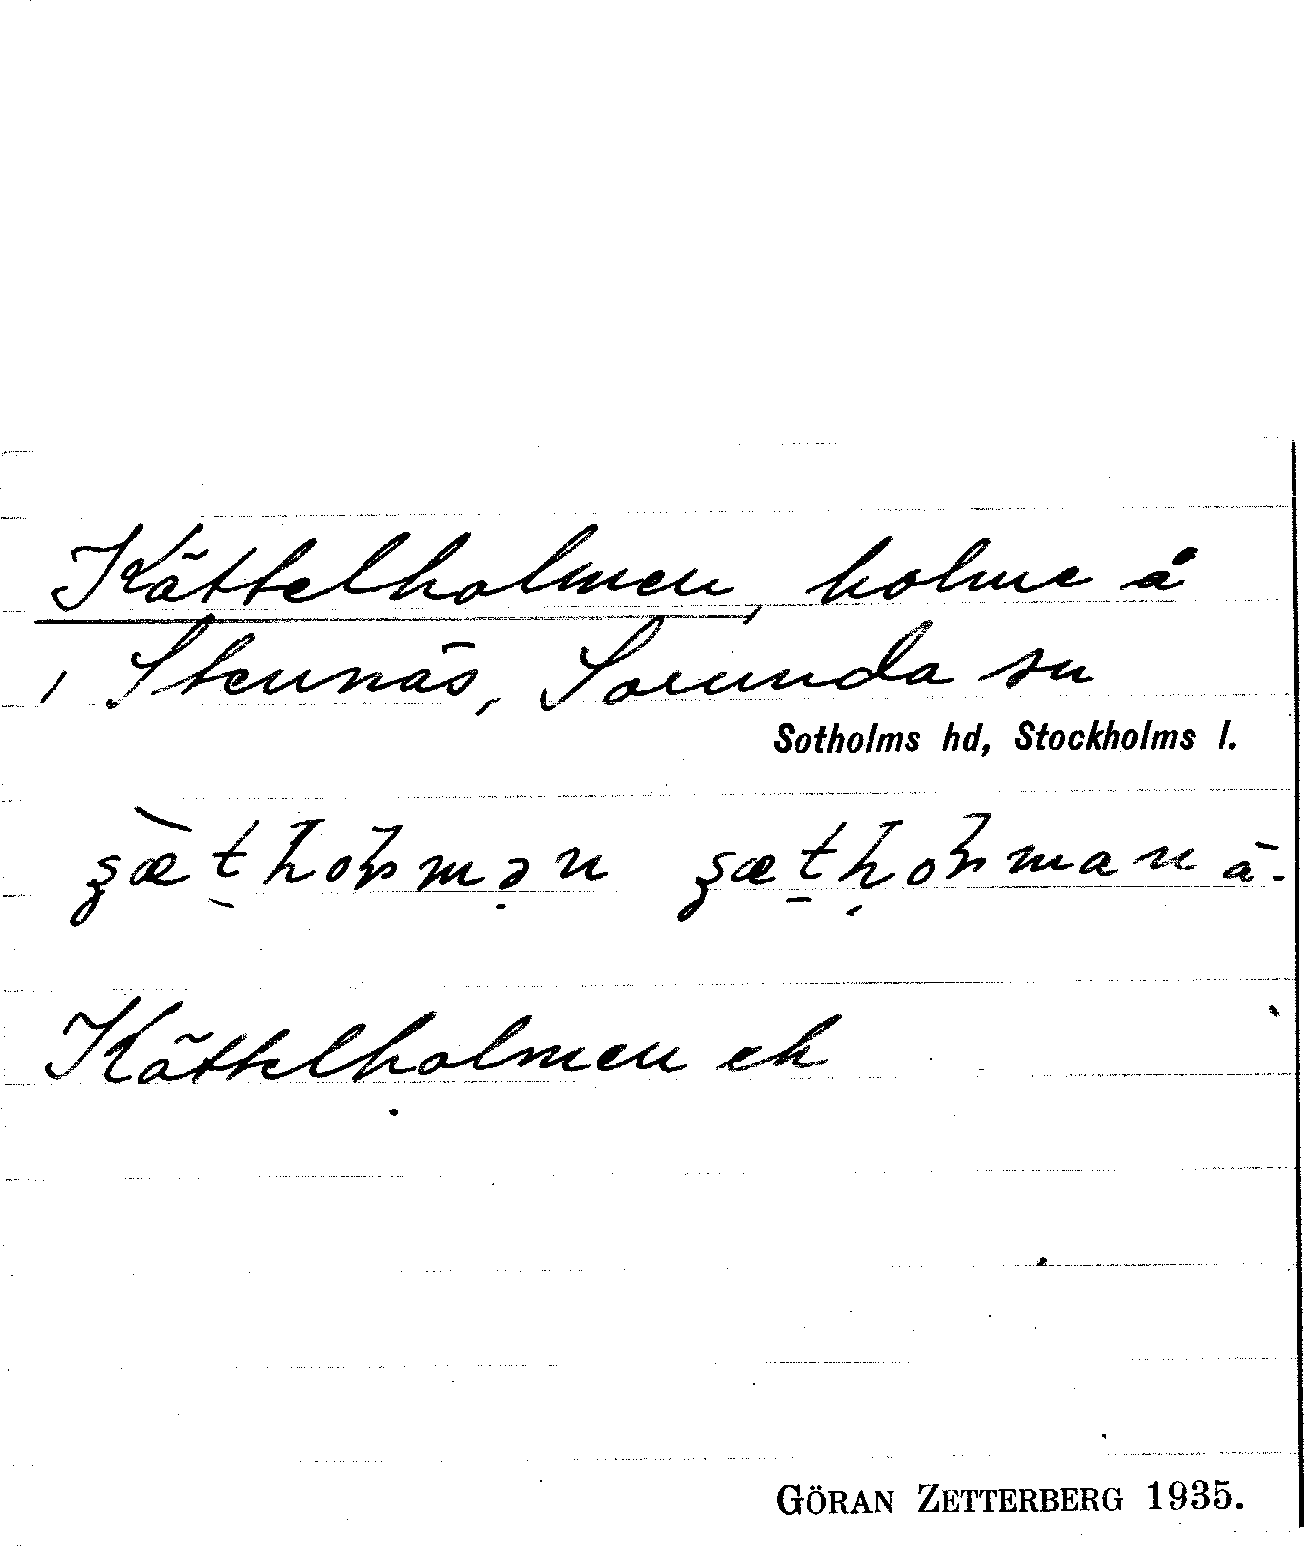 Kättelholmen, holme å
, Stennäs, Sorunda sn
Sotholms hd, Stockholms l.
Kättelholmen ek
GÖRAN ZETTERBERG 1935.